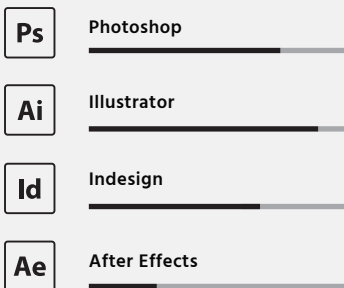 Ps Photoshop
Ai Illustrator
Id Indesign
Ae After Effects